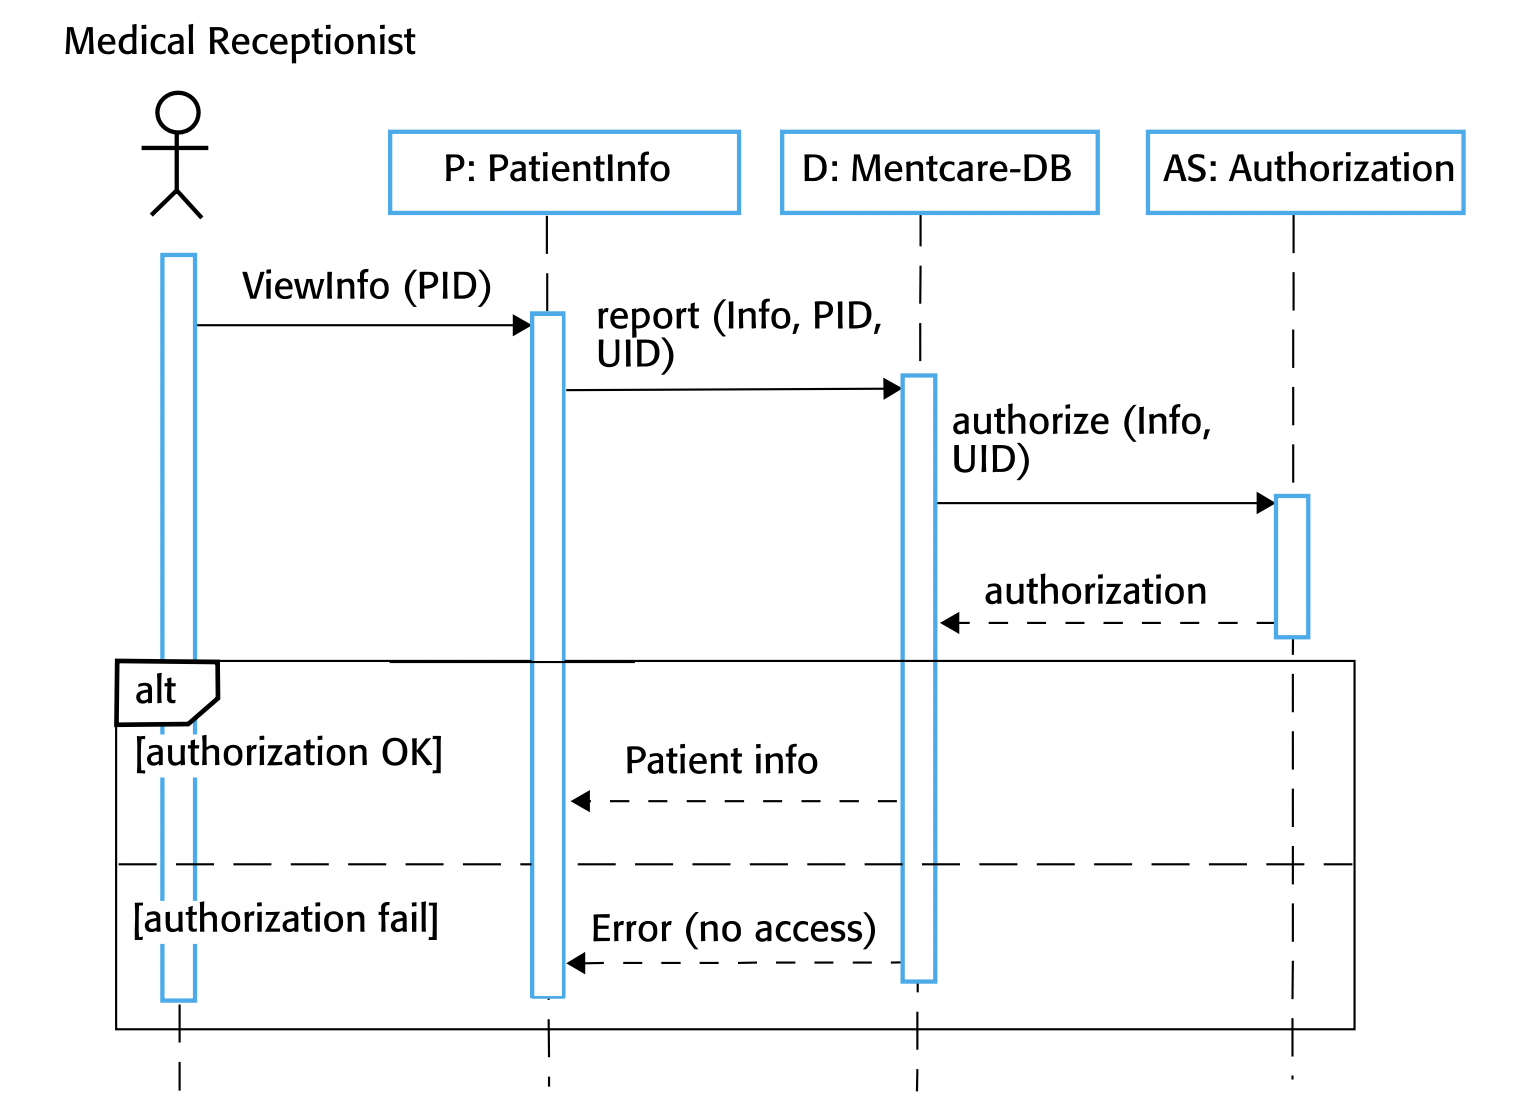 Medical Receptionist
P: PatientInfo
D: Mentcare-DB
AS: Authorization
ViewInfo (PID)
report (Info, PID,
UID)
authorize (Info,
UID)
authorization
alt
[authorization OK]
Patient info
[authorization fail]
Error (no access)